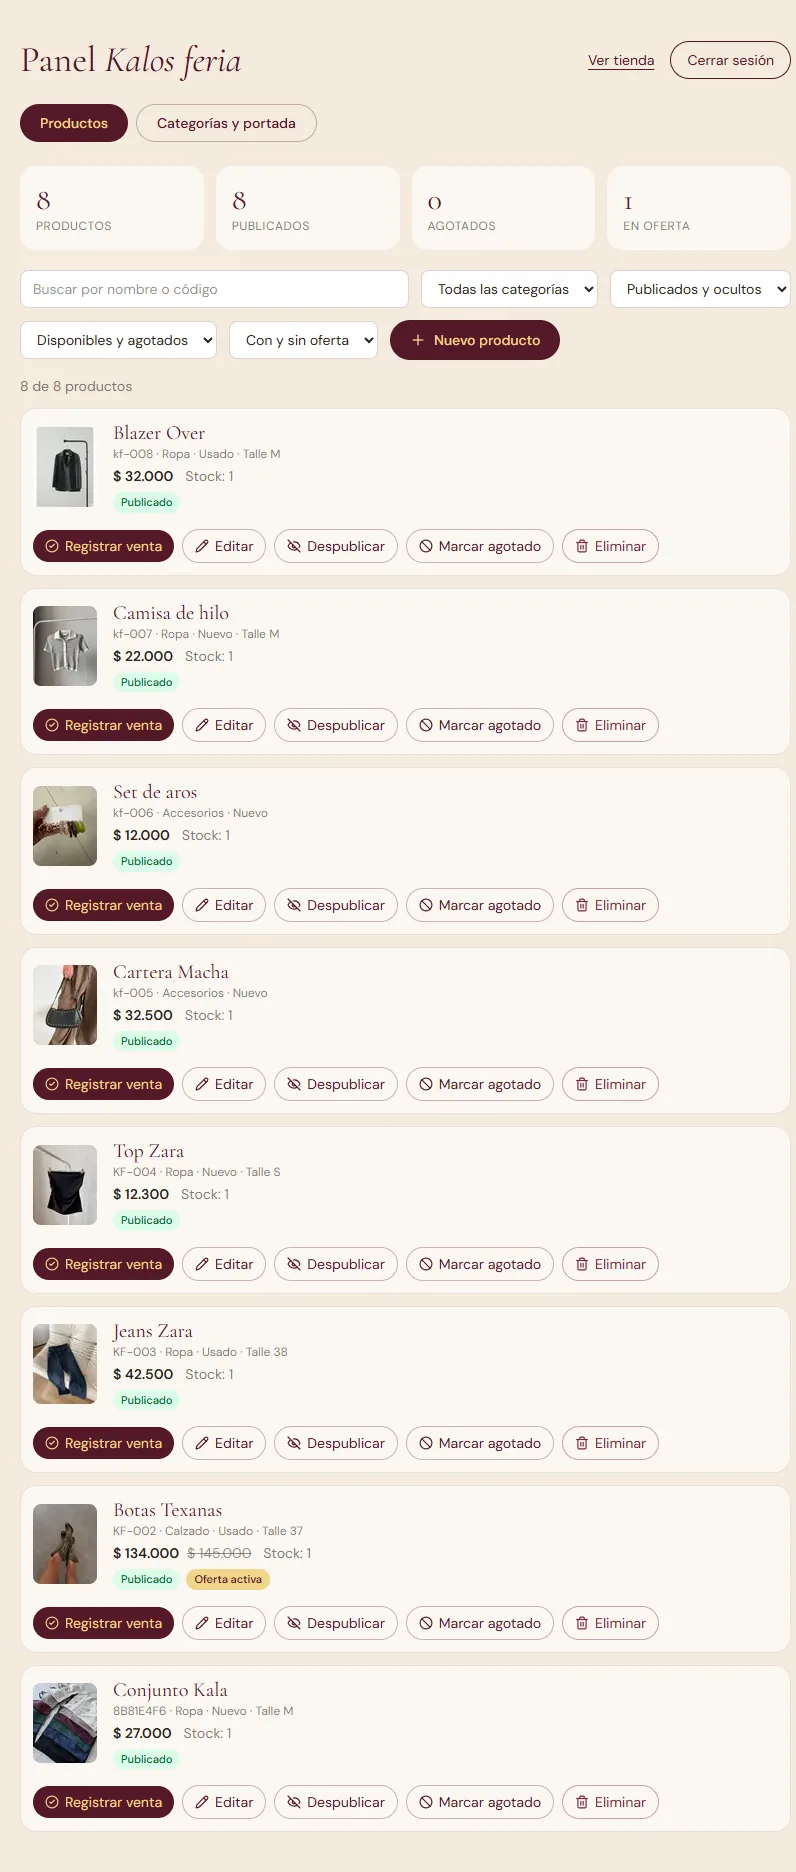 Panel Kalos feria
Ver tienda
Cerrar sesión
Productos
Categorías y portada
8
PRODUCTOS
8
PUBLICADOS
0
AGOTADOS
1
EN OFERTA
Buscar por nombre o código
Todas las categorías
Publicados y ocultos
Disponibles y agotados
Con y sin oferta
+ Nuevo producto
8 de 8 productos
Blazer Over
kf-008 · Ropa · Usado · Talle M
$ 32.000 Stock: 1
Publicado
Registrar venta Editar Despublicar Marcar agotado Eliminar
Camisa de hilo
kf-007 · Ropa · Nuevo · Talle M
$ 22.000 Stock: 1
Publicado
Registrar venta Editar Despublicar Marcar agotado Eliminar
Set de aros
kf-006 · Accesorios · Nuevo
$ 12.000 Stock: 1
Publicado
Registrar venta Editar Despublicar Marcar agotado Eliminar
Cartera Macha
kf-005 · Accesorios · Nuevo
$ 32.500 Stock: 1
Publicado
Registrar venta Editar Despublicar Marcar agotado Eliminar
Top Zara
KF-004 · Ropa · Nuevo · Talle S
$ 12.300 Stock: 1
Publicado
Registrar venta Editar Despublicar Marcar agotado Eliminar
Jeans Zara
KF-003 · Ropa · Usado · Talle 38
$ 42.500 Stock: 1
Publicado
Registrar venta Editar Despublicar Marcar agotado Eliminar
Botas Texanas
KF-002 · Calzado · Usado · Talle 37
$ 134.000 $ 145.000 Stock: 1
Publicado Oferta activa
Registrar venta Editar Despublicar Marcar agotado Eliminar
Conjunto Kala
8B81E4F6 · Ropa · Nuevo · Talle M
$ 27.000 Stock: 1
Publicado
Registrar venta Editar Despublicar Marcar agotado Eliminar